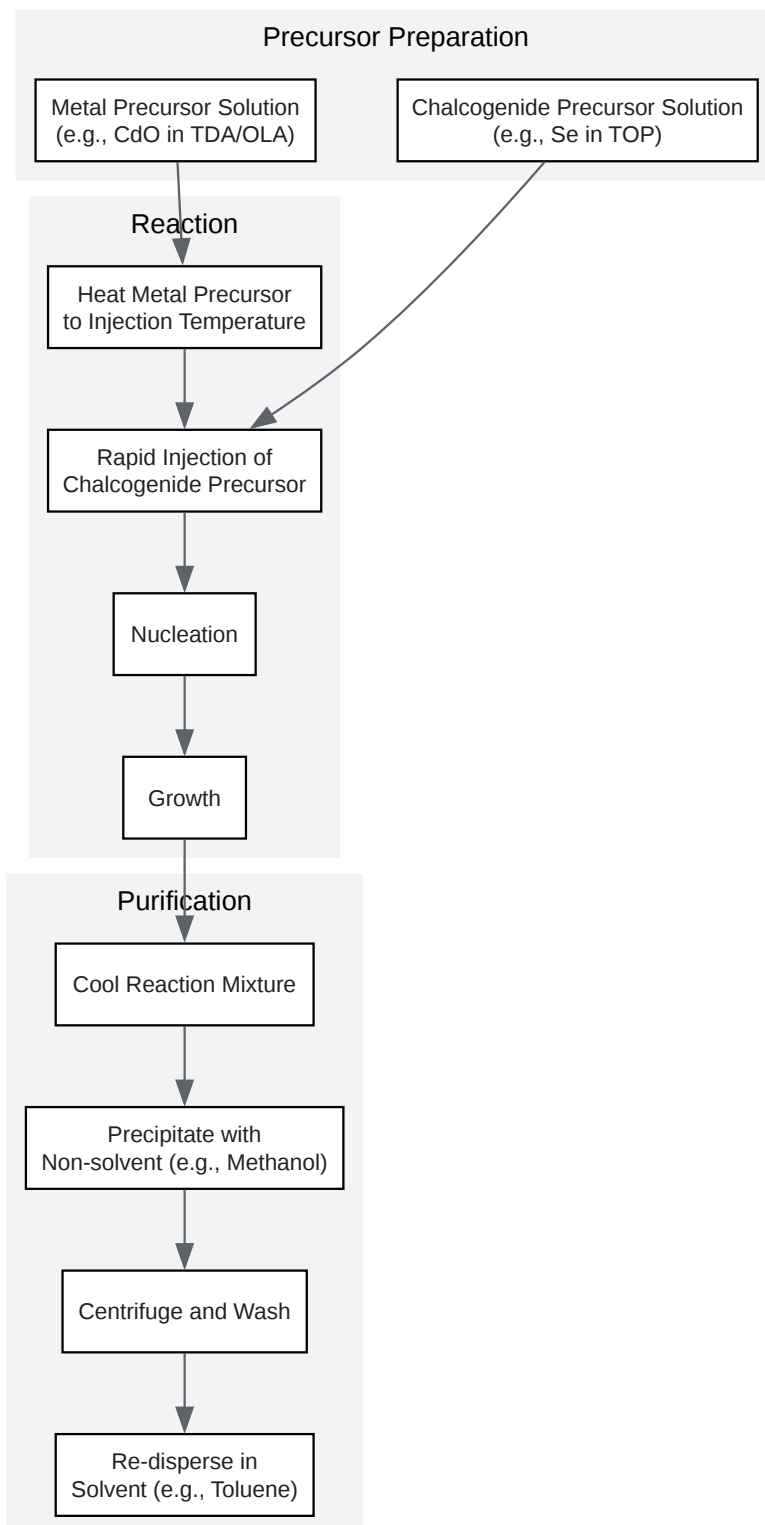 Precursor Preparation
Metal Precursor Solution
(e.g., CdO in TDA/OLA)
Chalcogenide Precursor Solution
(e.g., Se in TOP)
Reaction
Heat Metal Precursor
to Injection Temperature
Rapid Injection of
Chalcogenide Precursor
Nucleation
Growth
Purification
Cool Reaction Mixture
Precipitate with
Non-solvent (e.g., Methanol)
Centrifuge and Wash
Re-disperse in
Solvent (e.g., Toluene)